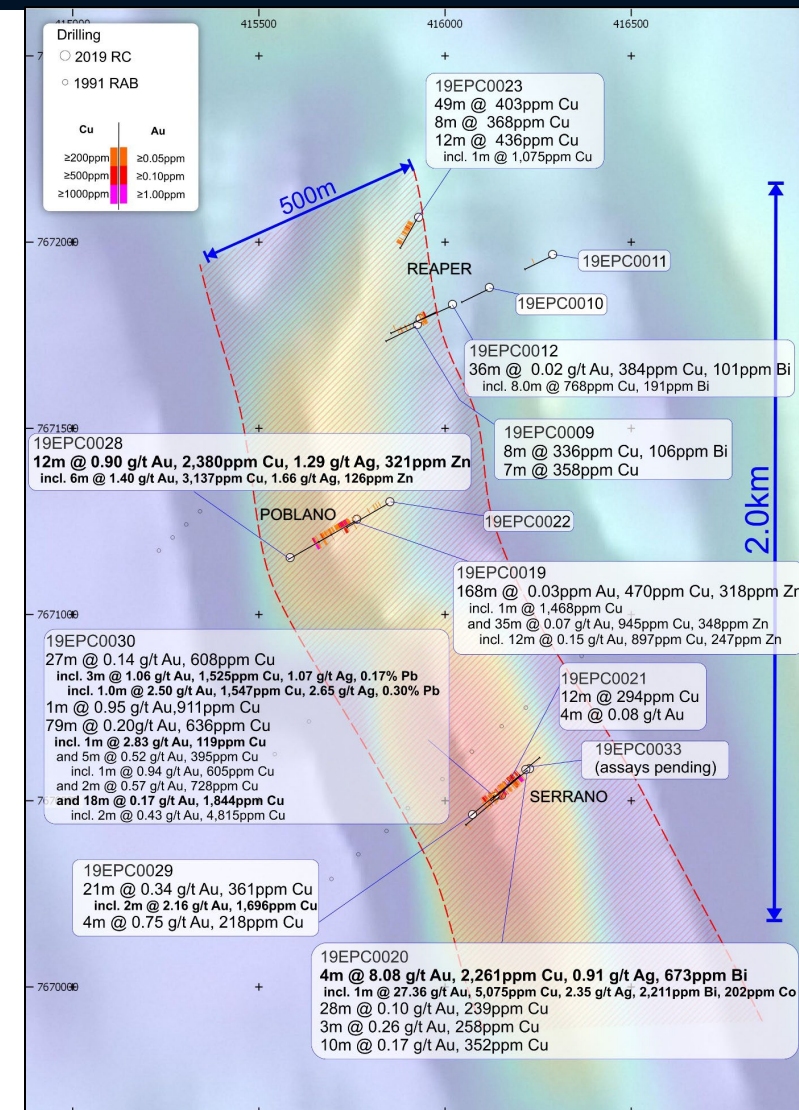 415000 415500 416000 416500
Drilling
2019 RC
1991 RAB
Cu Au
≥200ppm ≥0.05ppm
≥500ppm ≥0.10ppm
≥1000ppm ≥1.00ppm
19EPC0023
49m @ 403ppm Cu
8m @ 368ppm Cu
12m @ 436ppm Cu
incl. 1m @ 1,075ppm Cu
500m
7672000
REAPER
19EPC0011
19EPC0010
19EPC0012
36m @ 0.02 g/t Au, 384ppm Cu, 101ppm Bi
incl. 8.0m @ 768ppm Cu, 191ppm Bi
7671500
19EPC0009
8m @ 336ppm Cu, 106ppm Bi
7m @ 358ppm Cu
19EPC0028
12m @ 0.90 g/t Au, 2,380ppm Cu, 1.29 g/t Ag, 321ppm Zn
incl. 6m @ 1.40 g/t Au, 3,137ppm Cu, 1.66 g/t Ag, 126ppm Zn
2.0km
POBLANO
19EPC0022
19EPC0019
168m @ 0.03ppm Au, 470ppm Cu, 318ppm Zn
incl. 1m @ 1,468ppm Cu
and 35m @ 0.07 g/t Au, 945ppm Cu, 348ppm Zn
incl. 12m @ 0.15 g/t Au, 897ppm Cu, 247ppm Zn
7671000
19EPC0030
27m @ 0.14 g/t Au, 608ppm Cu
incl. 3m @ 1.06 g/t Au, 1,525ppm Cu, 1.07 g/t Ag, 0.17% Pb
incl. 1.0m @ 2.50 g/t Au, 1,547ppm Cu, 2.65 g/t Ag, 0.30% Pb
1m @ 0.95 g/t Au,911ppm Cu
79m @ 0.20g/t Au, 636ppm Cu
incl. 1m @ 2.83 g/t Au, 119ppm Cu
and 5m @ 0.52 g/t Au, 395ppm Cu
incl. 1m @ 0.94 g/t Au, 605ppm Cu
and 2m @ 0.57 g/t Au, 728ppm Cu
and 18m @ 0.17 g/t Au, 1,844ppm Cu
incl. 2m @ 0.43 g/t Au, 4,815ppm Cu
19EPC0021
12m @ 294ppm Cu
4m @ 0.08 g/t Au
19EPC0033
(assays pending)
SERRANO
19EPC0029
21m @ 0.34 g/t Au, 361ppm Cu
incl. 2m @ 2.16 g/t Au, 1,696ppm Cu
4m @ 0.75 g/t Au, 218ppm Cu
19EPC0020
4m @ 8.08 g/t Au, 2,261ppm Cu, 0.91 g/t Ag, 673ppm Bi
incl. 1m @ 27.36 g/t Au, 5,075ppm Cu, 2.35 g/t Ag, 2,211ppm Bi, 202ppm Co
28m @ 0.10 g/t Au, 239ppm Cu
3m @ 0.26 g/t Au, 258ppm Cu
10m @ 0.17 g/t Au, 352ppm Cu
7670000